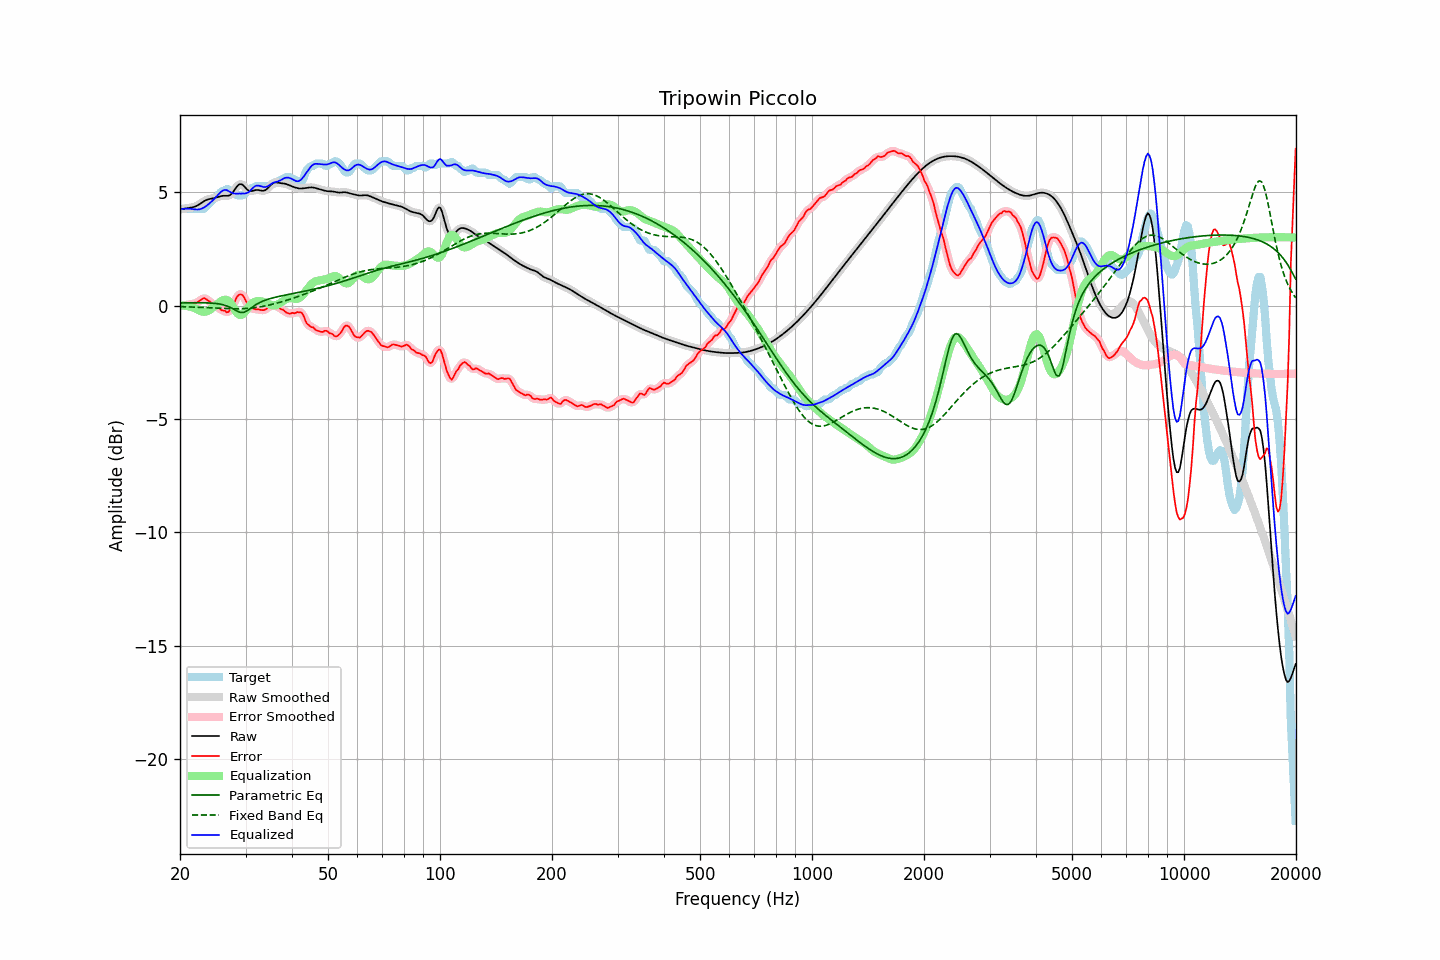 Tripowin Piccolo
Amplitude (dBr)
5
0
−5
−10
−15
−20
Target
Raw Smoothed
Error Smoothed
Raw
Error
Equalization
Parametric Eq
Fixed Band Eq
Equalized
20 50 100 200 500 1000 2000 5000 10000 20000
Frequency (Hz)